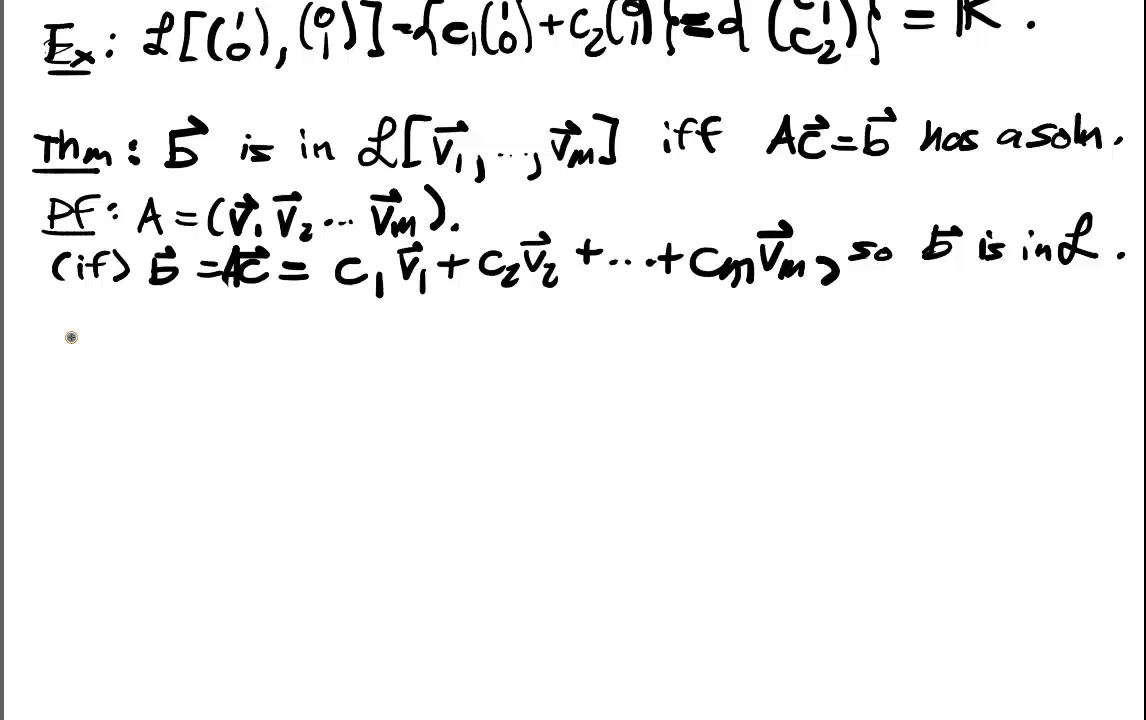 Ex: ℒ[(1 0), (0 1)] = {c₁(1 0) + c₂(0 1)} = {(c₁ c₂)} = ℝ .
Thm: b⃗ is in ℒ[v⃗₁, ..., v⃗ₘ] iff Ac⃗ = b⃗ has a soln.
Pf: A = (v⃗₁ v⃗₂ ... v⃗ₘ).
(if) b⃗ = Ac⃗ = c₁v⃗₁ + c₂v⃗₂ + ... + cₘv⃗ₘ, so b⃗ is in ℒ.